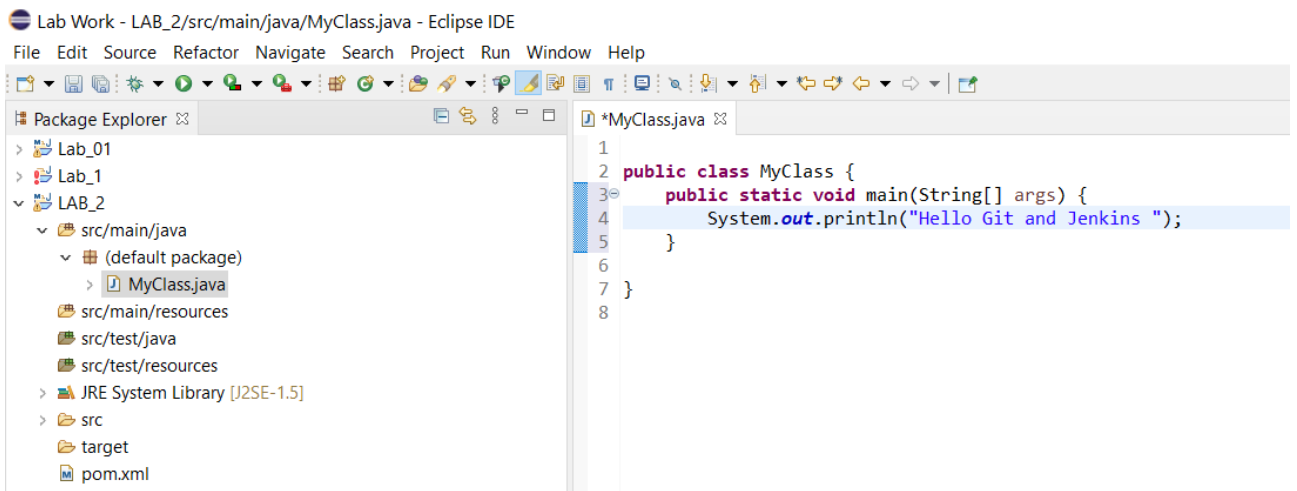 Lab Work - LAB_2/src/main/java/MyClass.java - Eclipse IDE
File Edit Source Refactor Navigate Search Project Run Window Help
Package Explorer
Lab_01
Lab_1
LAB_2
src/main/java
(default package)
MyClass.java
src/main/resources
src/test/java
src/test/resources
JRE System Library [J2SE-1.5]
src
target
pom.xml
*MyClass.java
1
2 public class MyClass {
3 public static void main(String[] args) {
4 System.out.println("Hello Git and Jenkins ");
5 }
6
7 }
8